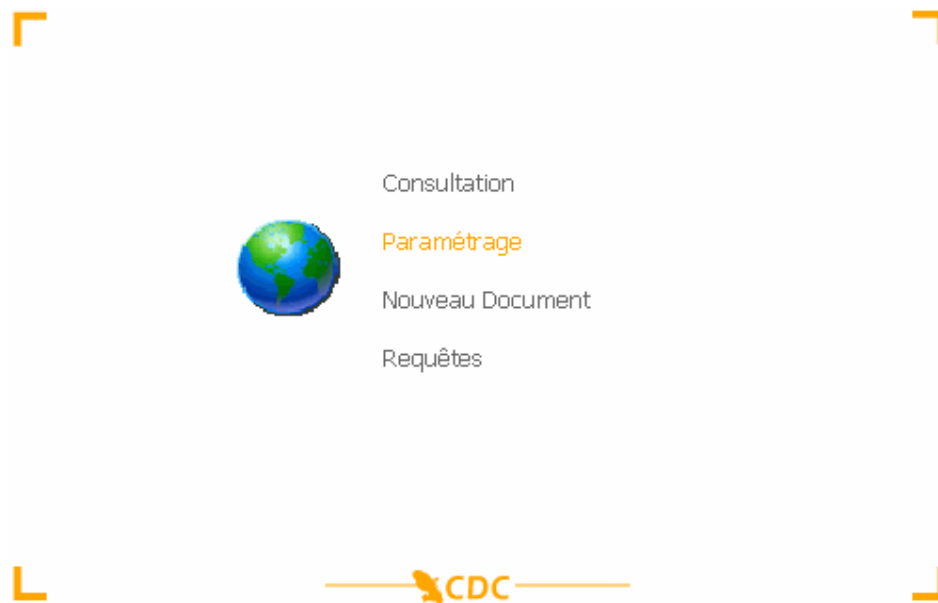 Consultation
Paramétrage
Nouveau Document
Requêtes
CDC